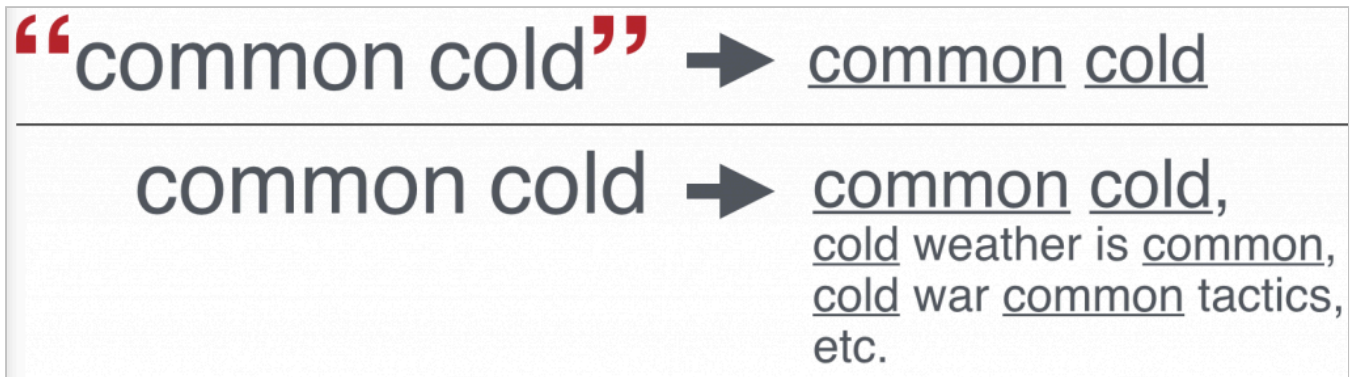 “common cold” → common cold
common cold → common cold,
cold weather is common,
cold war common tactics,
etc.